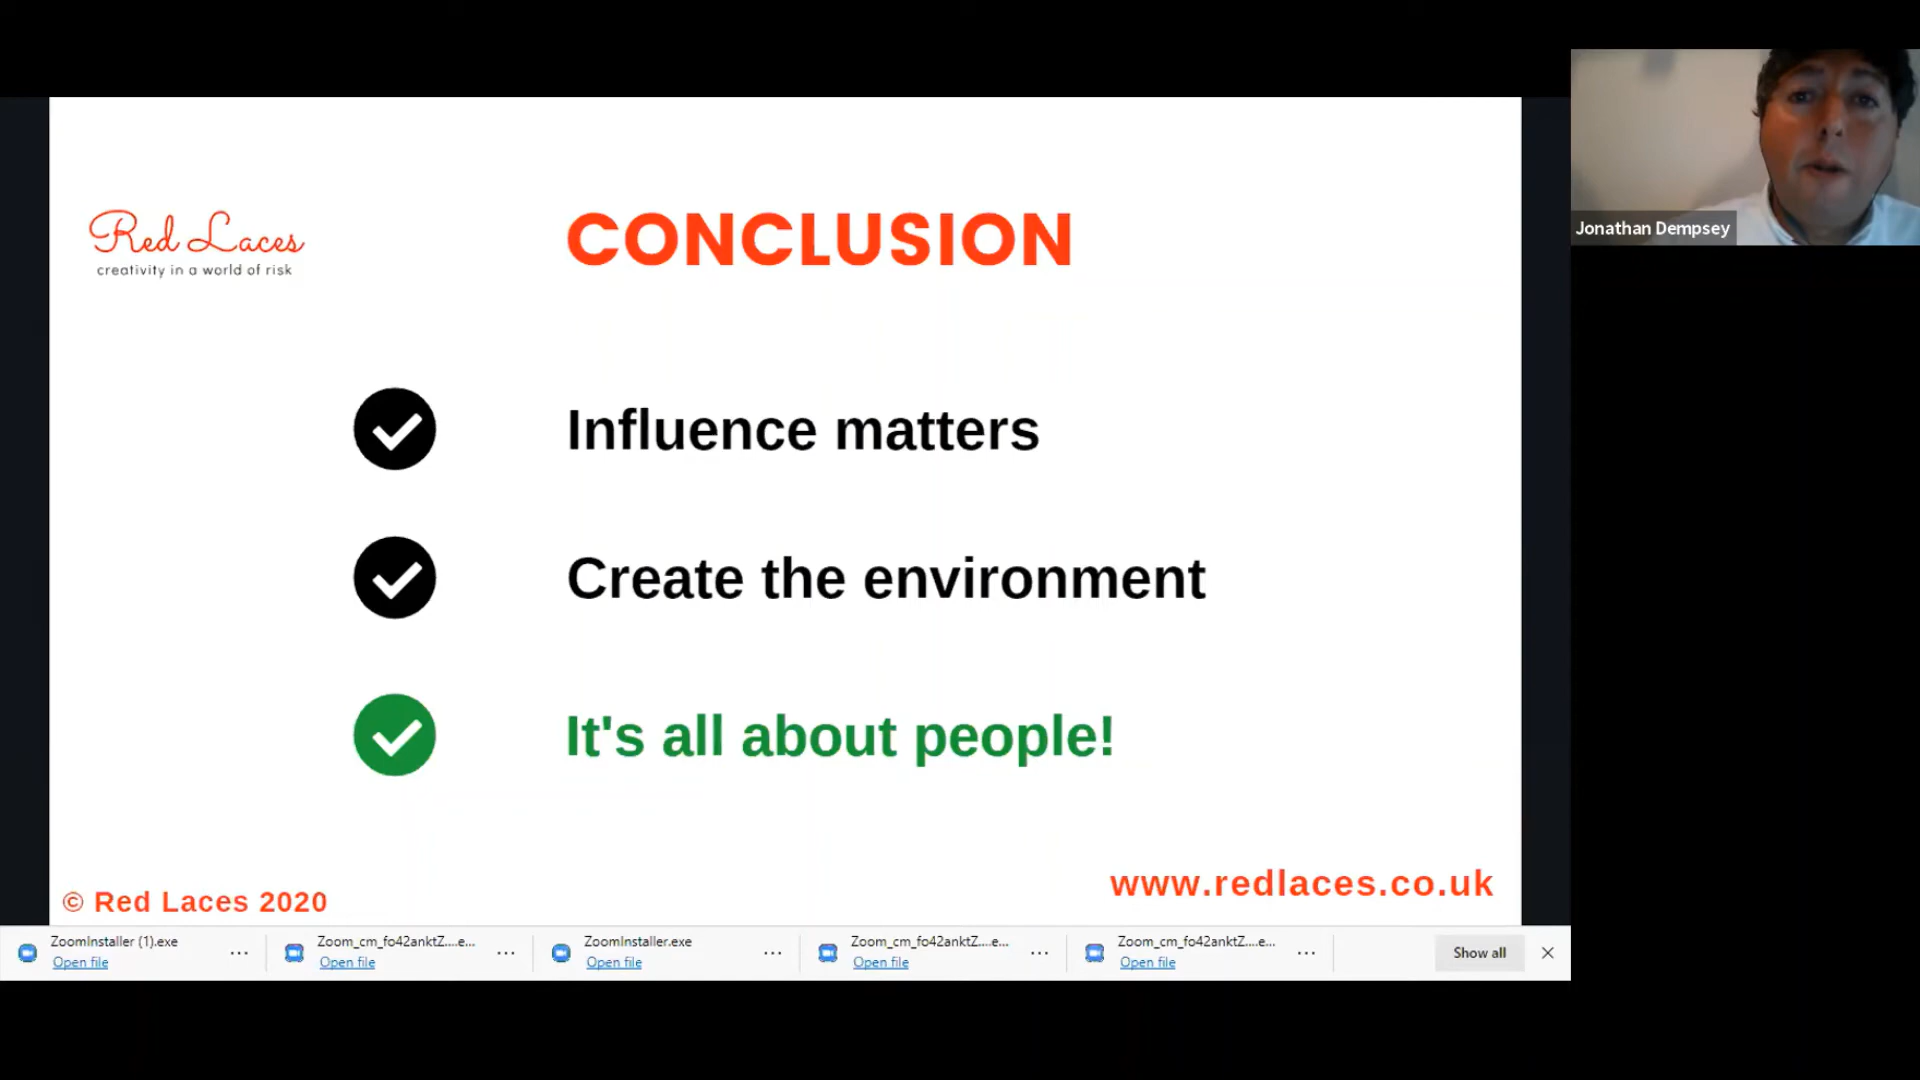 Jonathan Dempsey
Red Laces
creativity in a world of risk
CONCLUSION
Influence matters
Create the environment
It's all about people!
© Red Laces 2020
www.redlaces.co.uk
ZoomInstaller (1).exe
Open file
Zoom_cm_fo42anktZ....e...
Open file
ZoomInstaller.exe
Open file
Zoom_cm_fo42anktZ....e...
Open file
Zoom_cm_fo42anktZ....e...
Open file
Show all